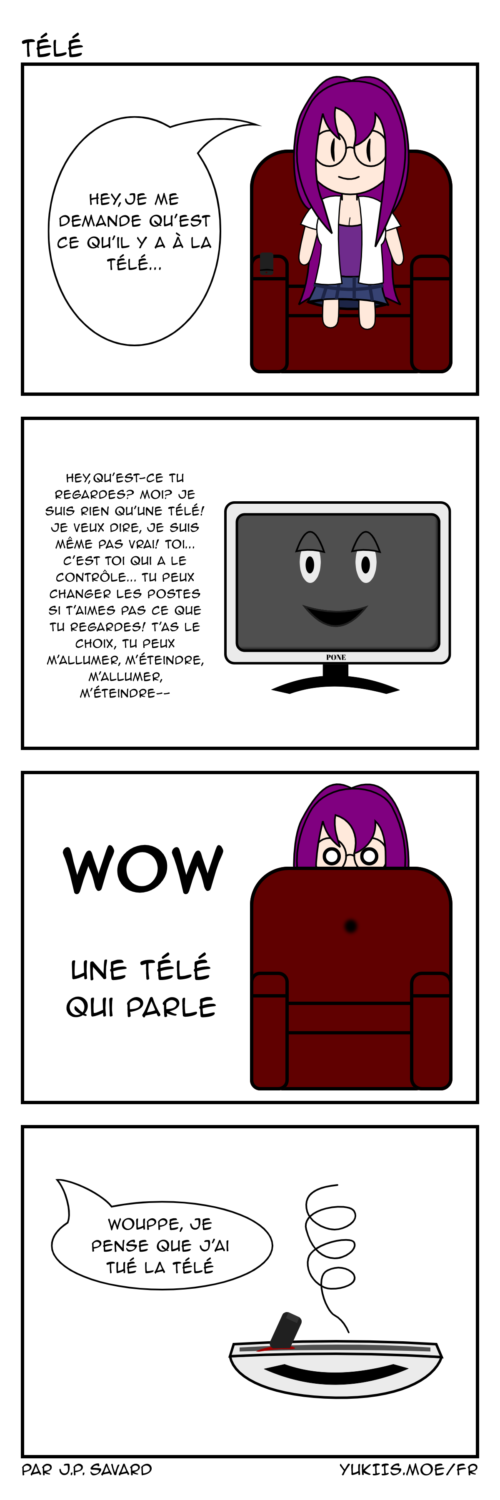 TÉLÉ
HEY, JE ME
DEMANDE QU'EST
CE QU'IL Y A À LA
TÉLÉ...
HEY, QU'EST-CE TU
REGARDES? MOI? JE
SUIS RIEN QU'UNE TÉLÉ!
JE VEUX DIRE, JE SUIS
MÊME PAS VRAI! TOI...
C'EST TOI QUI A LE
CONTRÔLE... TU PEUX
CHANGER LES POSTES
SI T'AIMES PAS CE QUE
TU REGARDES! T'AS LE
CHOIX, TU PEUX
M'ALLUMER, M'ÉTEINDRE,
M'ALLUMER,
M'ÉTEINDRE--
PONE
WOW
UNE TÉLÉ
QUI PARLE
WOUPPE, JE
PENSE QUE J'AI
TUÉ LA TÉLÉ
PAR J.P. SAVARD
YUKIIS.MOE/FR